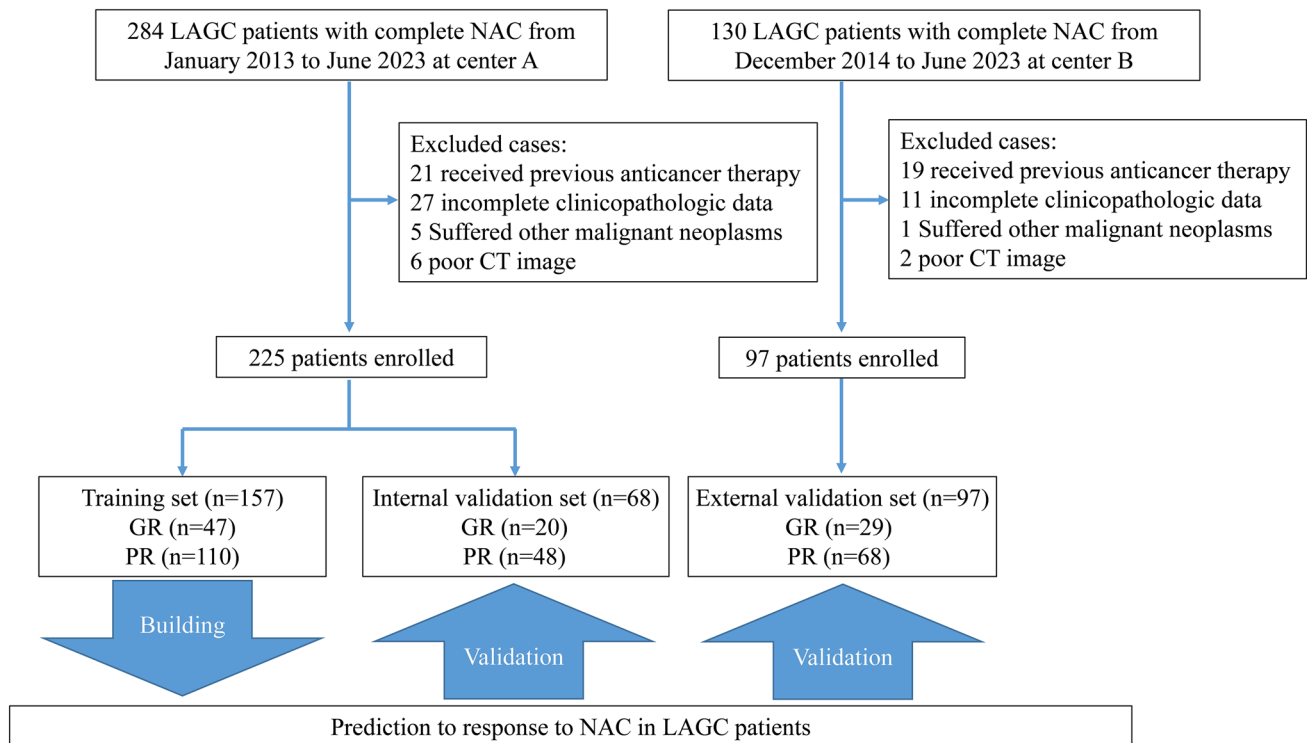 284 LAGC patients with complete NAC from
January 2013 to June 2023 at center A
130 LAGC patients with complete NAC from
December 2014 to June 2023 at center B
Excluded cases:
21 received previous anticancer therapy
27 incomplete clinicopathologic data
5 Suffered other malignant neoplasms
6 poor CT image
Excluded cases:
19 received previous anticancer therapy
11 incomplete clinicopathologic data
1 Suffered other malignant neoplasms
2 poor CT image
225 patients enrolled
97 patients enrolled
Training set (n=157)
GR (n=47)
PR (n=110)
Internal validation set (n=68)
GR (n=20)
PR (n=48)
External validation set (n=97)
GR (n=29)
PR (n=68)
Building
Validation
Validation
Prediction to response to NAC in LAGC patients